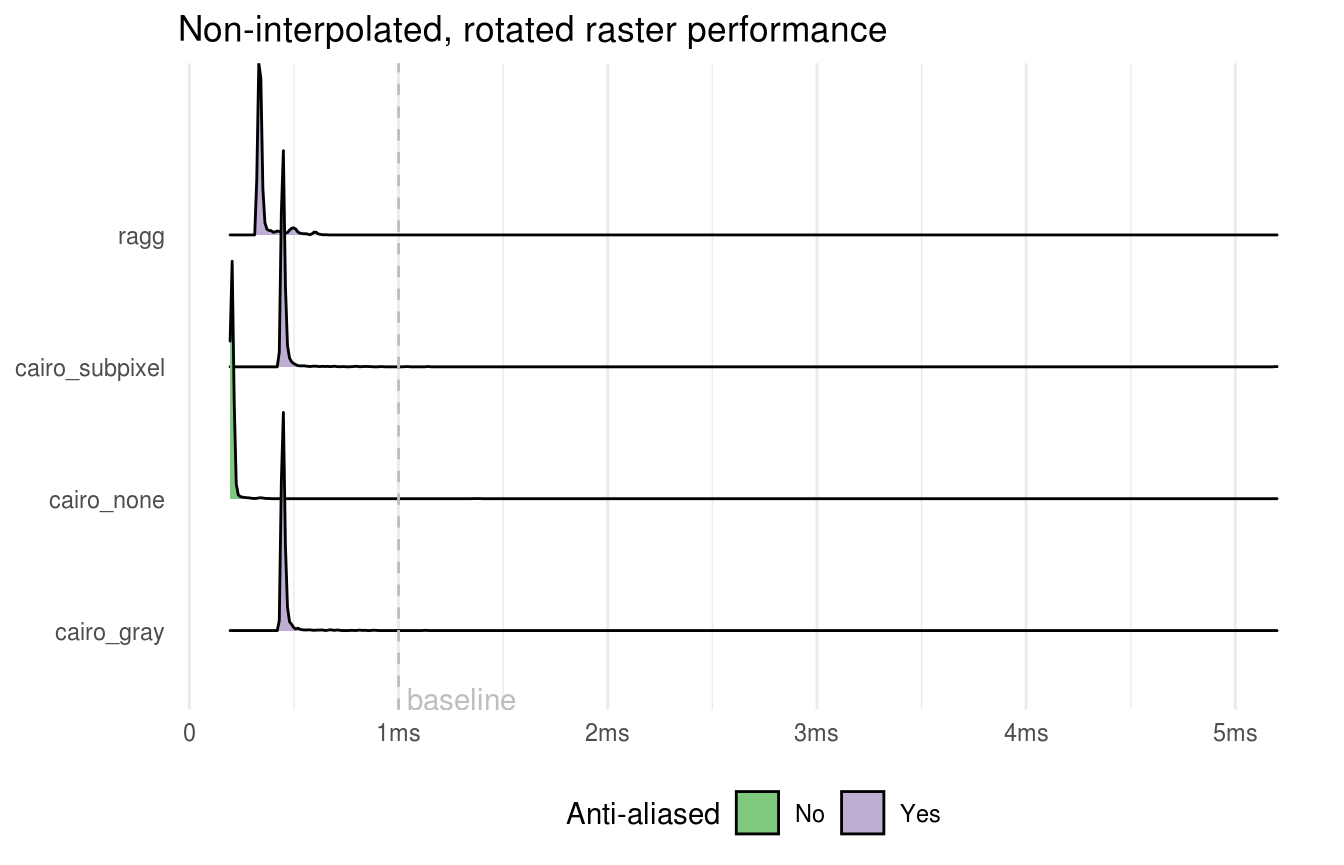 Non-interpolated, rotated raster performance
ragg
cairo_subpixel
cairo_none
cairo_gray
baseline
0 1ms 2ms 3ms 4ms 5ms
Anti-aliased No Yes